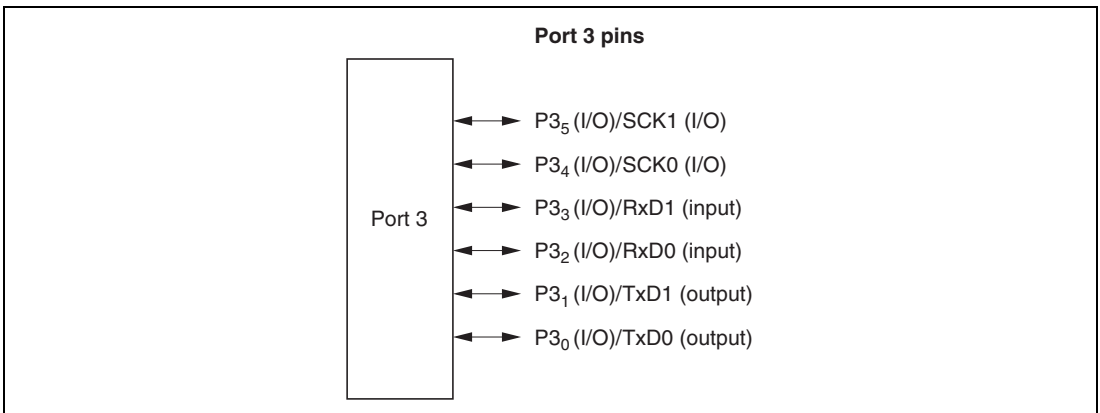 Port 3 pins
P3₅ (I/O)/SCK1 (I/O)
P3₄ (I/O)/SCK0 (I/O)
P3₃ (I/O)/RxD1 (input)
Port 3
P3₂ (I/O)/RxD0 (input)
P3₁ (I/O)/TxD1 (output)
P3₀ (I/O)/TxD0 (output)